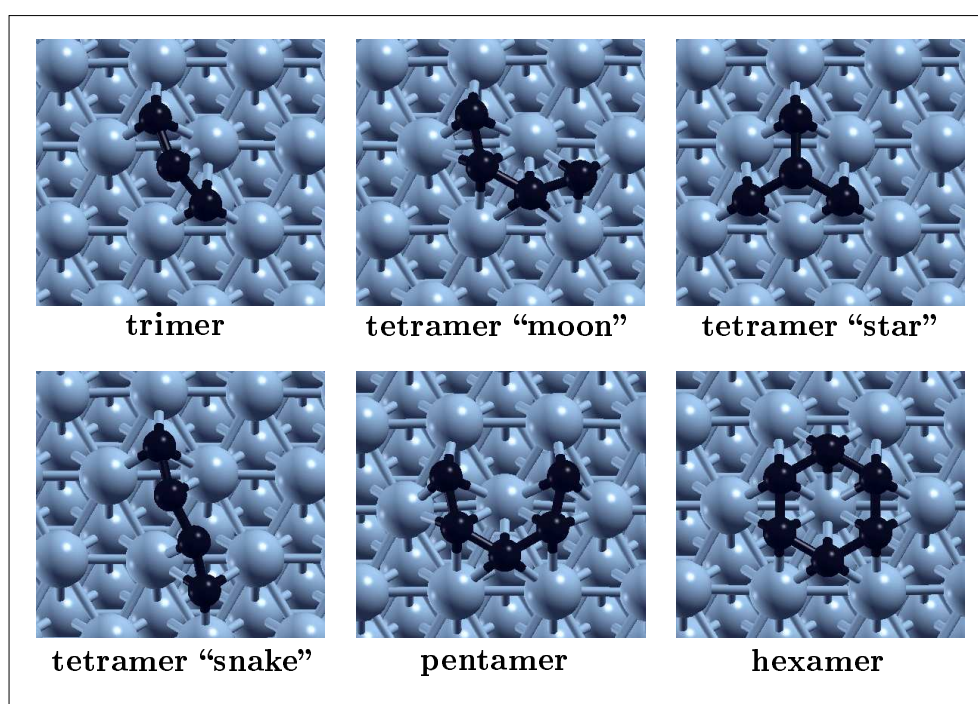 trimer
tetramer “moon”
tetramer “star”
tetramer “snake”
pentamer
hexamer